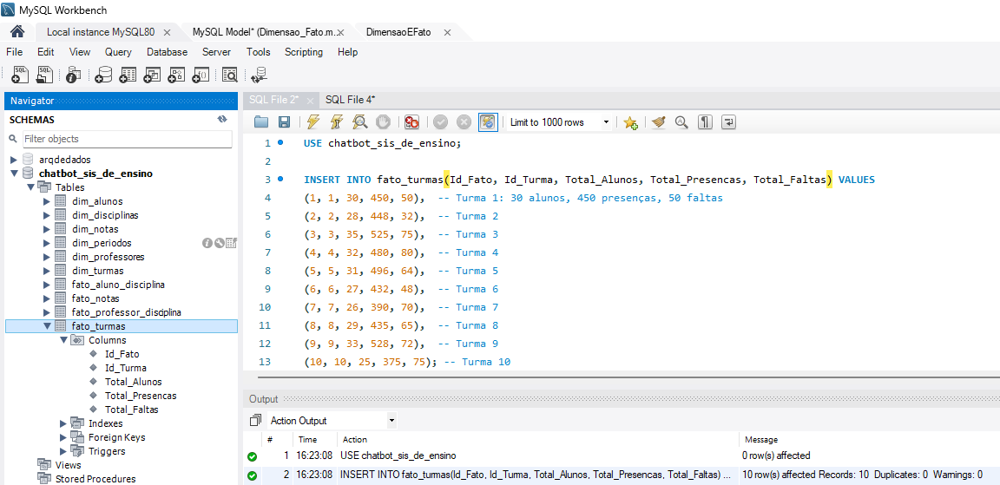 MySQL Workbench
Local instance MySQL80 × MySQL Model* (Dimensao_Fato.m... × DimensaoEFato ×
File Edit View Query Database Server Tools Scripting Help
Navigator
SCHEMAS
Filter objects
arqdedados
chatbot_sis_de_ensino
Tables
dim_alunos
dim_disciplinas
dim_notas
dim_periodos
dim_professores
dim_turmas
fato_aluno_disciplina
fato_notas
fato_professor_disciplina
fato_turmas
Columns
Id_Fato
Id_Turma
Total_Alunos
Total_Presencas
Total_Faltas
Indexes
Foreign Keys
Triggers
Views
Stored Procedures
SQL File 2* × SQL File 4*
Limit to 1000 rows
1 USE chatbot_sis_de_ensino;
2
3 INSERT INTO fato_turmas(Id_Fato, Id_Turma, Total_Alunos, Total_Presencas, Total_Faltas) VALUES
4 (1, 1, 30, 450, 50), -- Turma 1: 30 alunos, 450 presenças, 50 faltas
5 (2, 2, 28, 448, 32), -- Turma 2
6 (3, 3, 35, 525, 75), -- Turma 3
7 (4, 4, 32, 480, 80), -- Turma 4
8 (5, 5, 31, 496, 64), -- Turma 5
9 (6, 6, 27, 432, 48), -- Turma 6
10 (7, 7, 26, 390, 70), -- Turma 7
11 (8, 8, 29, 435, 65), -- Turma 8
12 (9, 9, 33, 528, 72), -- Turma 9
13 (10, 10, 25, 375, 75); -- Turma 10
Output
Action Output
# Time Action Message
1 16:23:08 USE chatbot_sis_de_ensino 0 row(s) affected
2 16:23:08 INSERT INTO fato_turmas(Id_Fato, Id_Turma, Total_Alunos, Total_Presencas, Total_Faltas) ... 10 row(s) affected Records: 10 Duplicates: 0 Warnings: 0